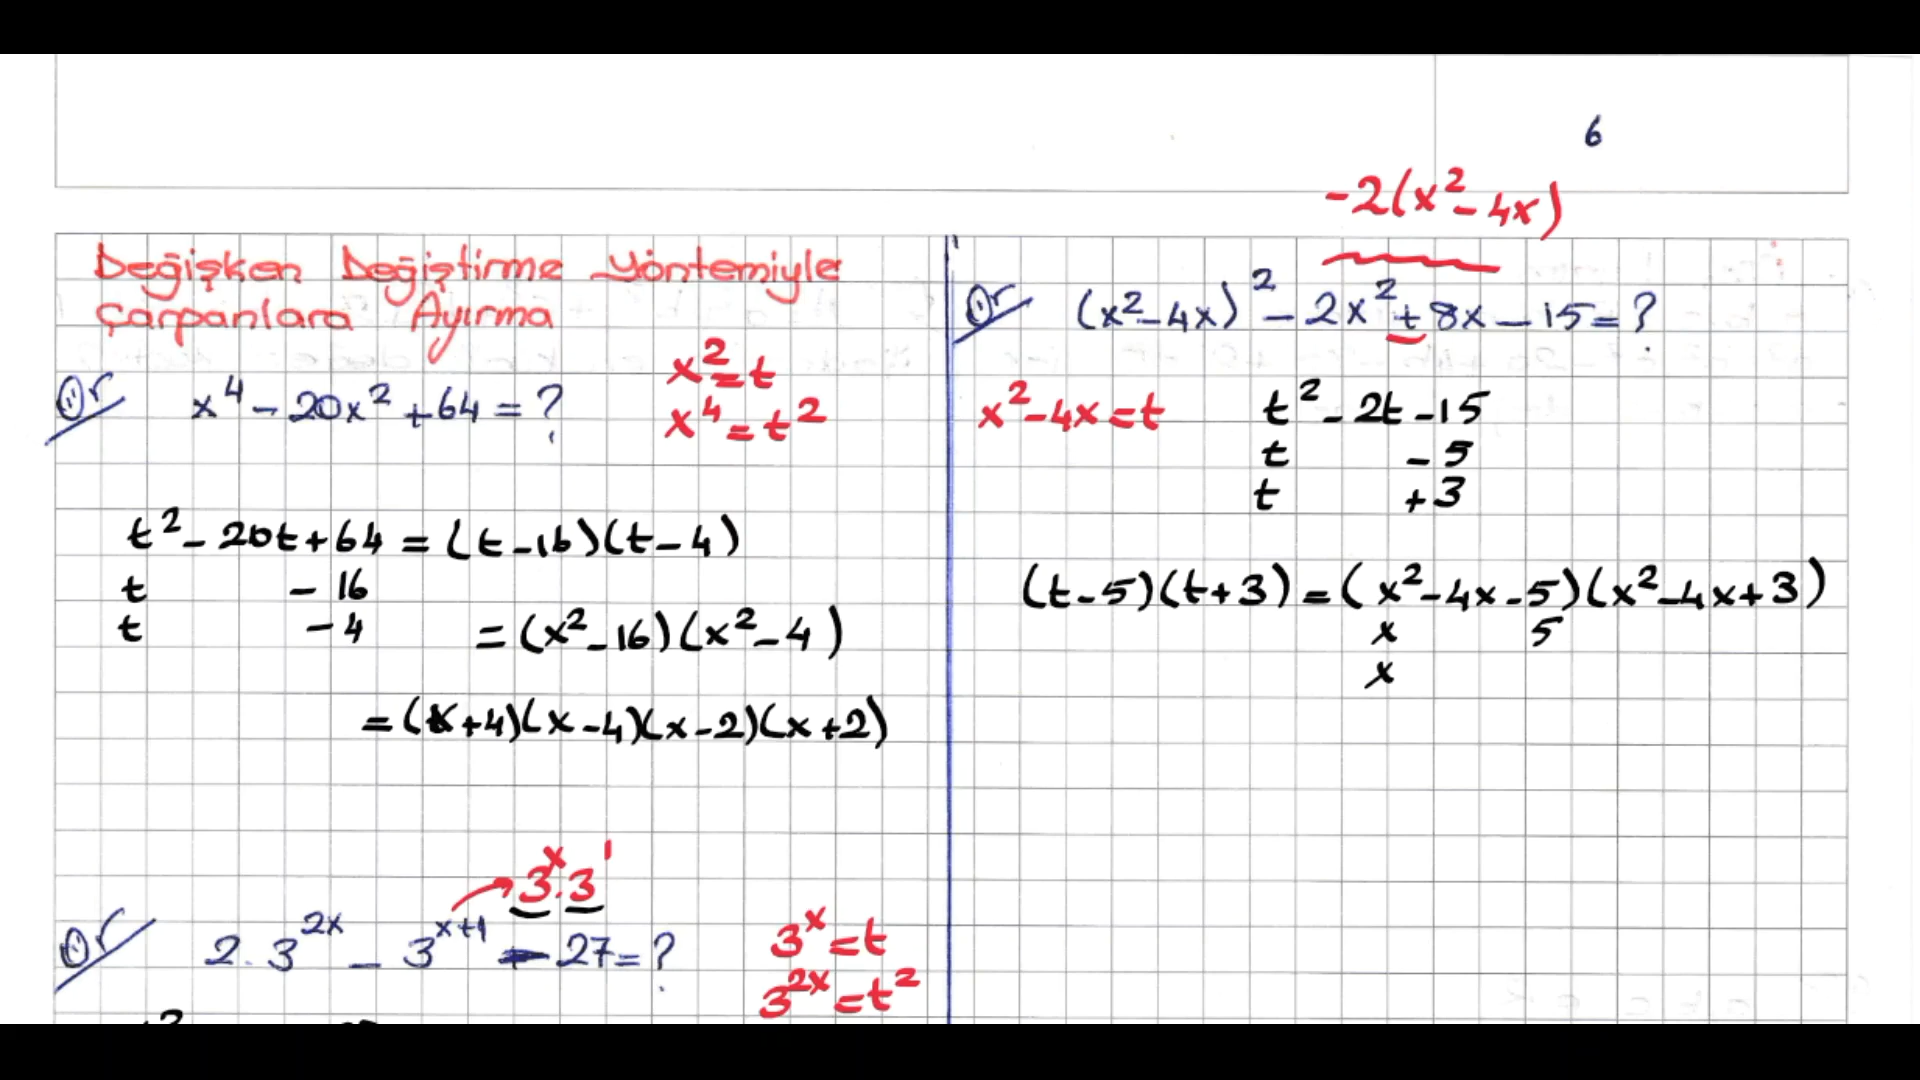 6
Değişken Değiştirme Yöntemiyle
Çarpanlara Ayırma
Ör x⁴ - 20x² + 64 = ?
x² = t
x⁴ = t²
t² - 20t + 64 = (t - 16)(t - 4)
t - 16
t - 4
= (x² - 16)(x² - 4)
= (x + 4)(x - 4)(x - 2)(x + 2)
3ˣ . 3¹
Ör 2 . 3²ˣ - 3ˣ⁺¹ - 27 = ?
3ˣ = t
3²ˣ = t²
-2(x² - 4x)
Ör (x² - 4x)² - 2x² + 8x - 15 = ?
x² - 4x = t
t² - 2t - 15
t - 5
t + 3
(t - 5)(t + 3) = (x² - 4x - 5)(x² - 4x + 3)
x 5
x